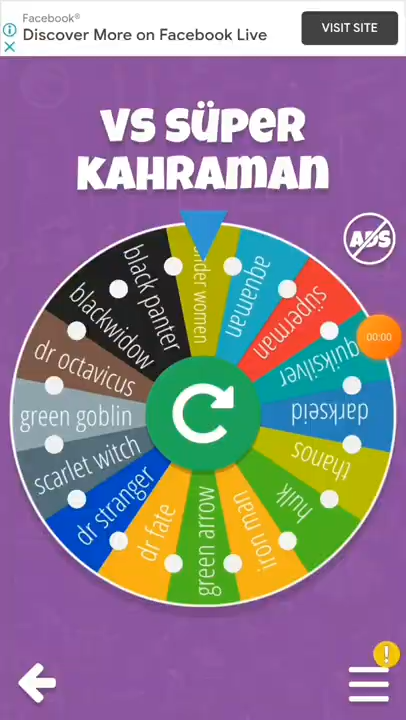 Facebook®
Discover More on Facebook Live
VISIT SITE
VS SÜPER
KAHRAMAN
ADS
00:00
women
aquaman
süperman
quiksilver
darkseid
thanos
hulk
iron man
green arrow
dr fate
dr stranger
scarlet witch
green goblin
dr octavicus
blackwidow
black panter
!